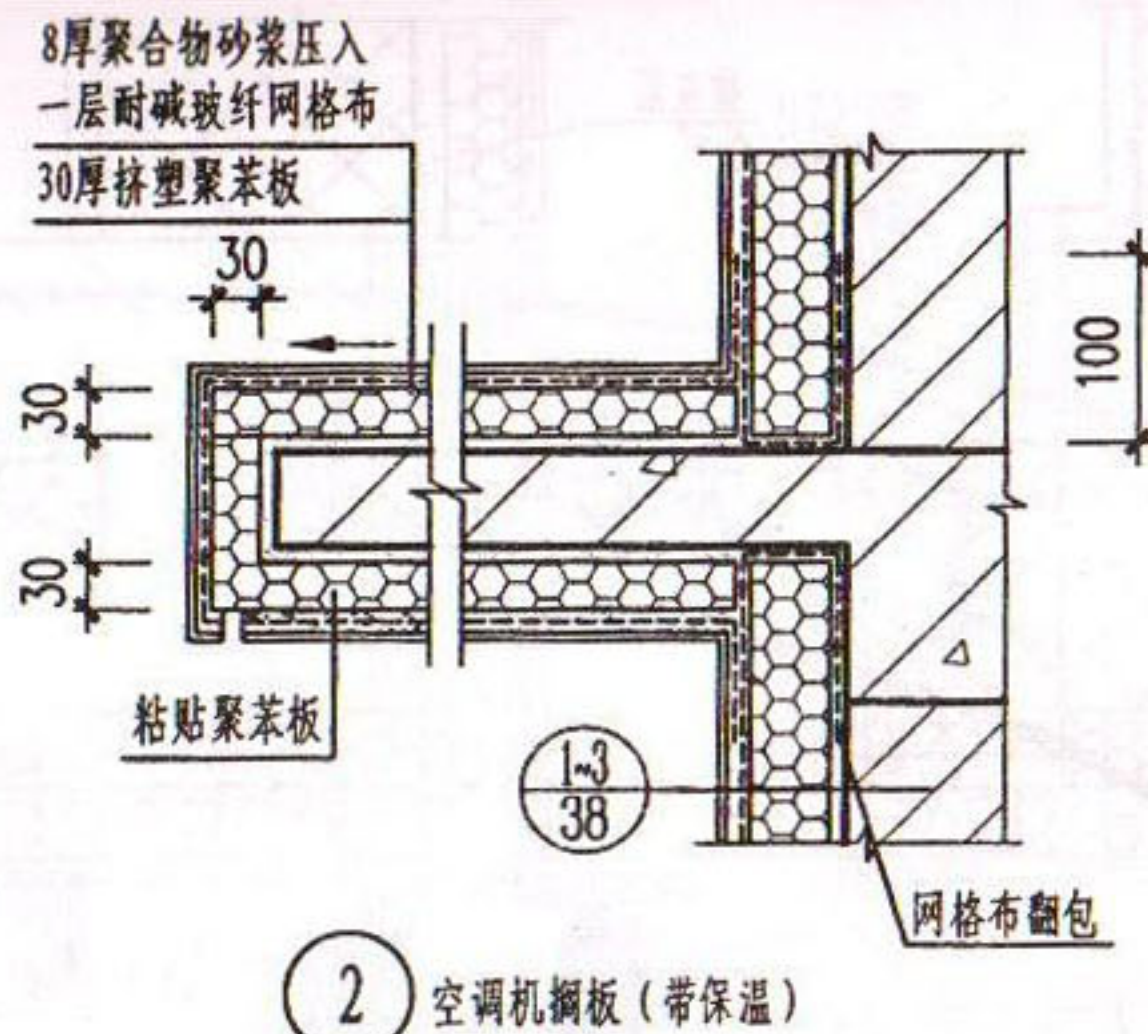 8厚聚合物砂浆压入
一层耐碱玻纤网格布
30厚挤塑聚苯板
30
30
100
30
粘贴聚苯板
1~3
38
网格布翻包
2 空调机搁板（带保温）